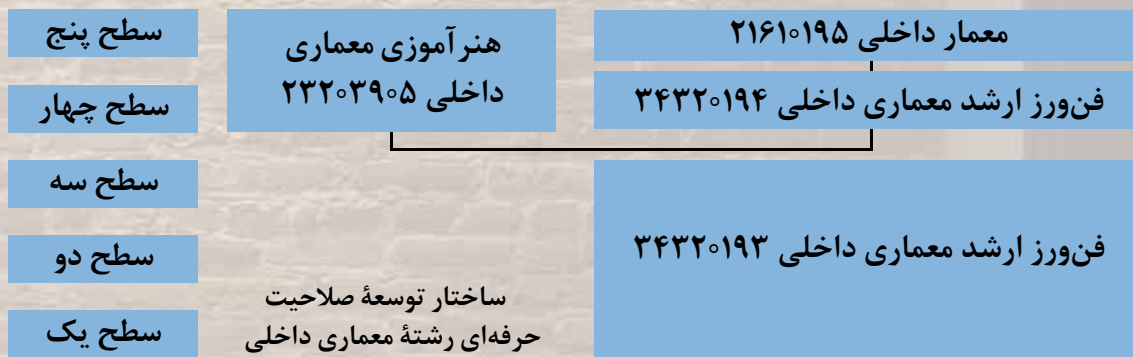 معمار داخلی ۲۱۶۱۰۱۹۵
فن‌ورز ارشد معماری داخلی ۳۴۳۲۰۱۹۴
فن‌ورز ارشد معماری داخلی ۳۴۳۲۰۱۹۳
هنرآموزی معماری
داخلی ۲۳۲۰۳۹۰۵
سطح پنج
سطح چهار
سطح سه
سطح دو
سطح یک
ساختار توسعهٔ صلاحیت
حرفه‌ای رشتهٔ معماری داخلی